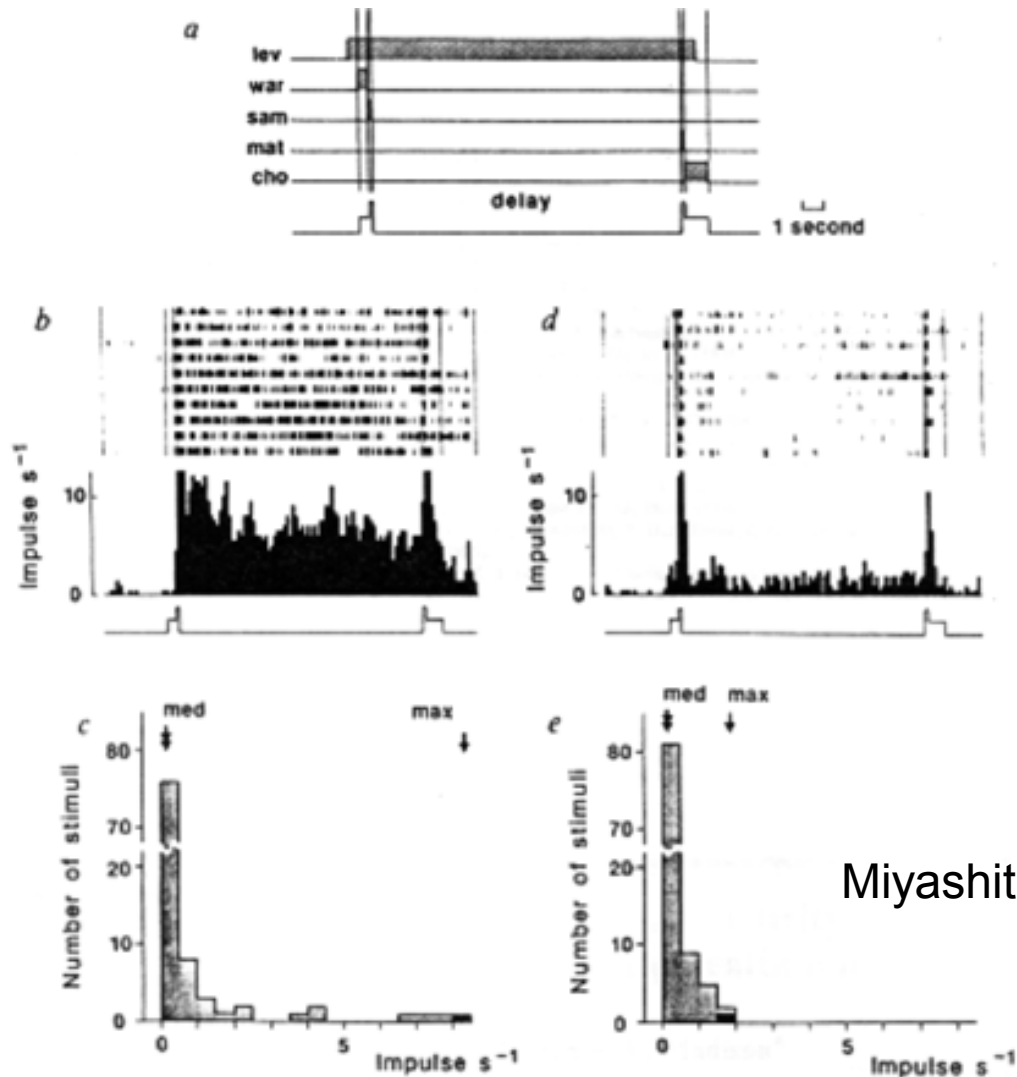 a
lev
war
sam
mat
cho
delay
1 second
b
d
Impulse s⁻¹
10
0
Impulse s⁻¹
10
0
c
med
max
e
med
max
Number of stimuli
80
70
20
10
0
0
5
Impulse s⁻¹
Number of stimuli
80
70
20
10
0
0
5
Impulse s⁻¹
Miyashit